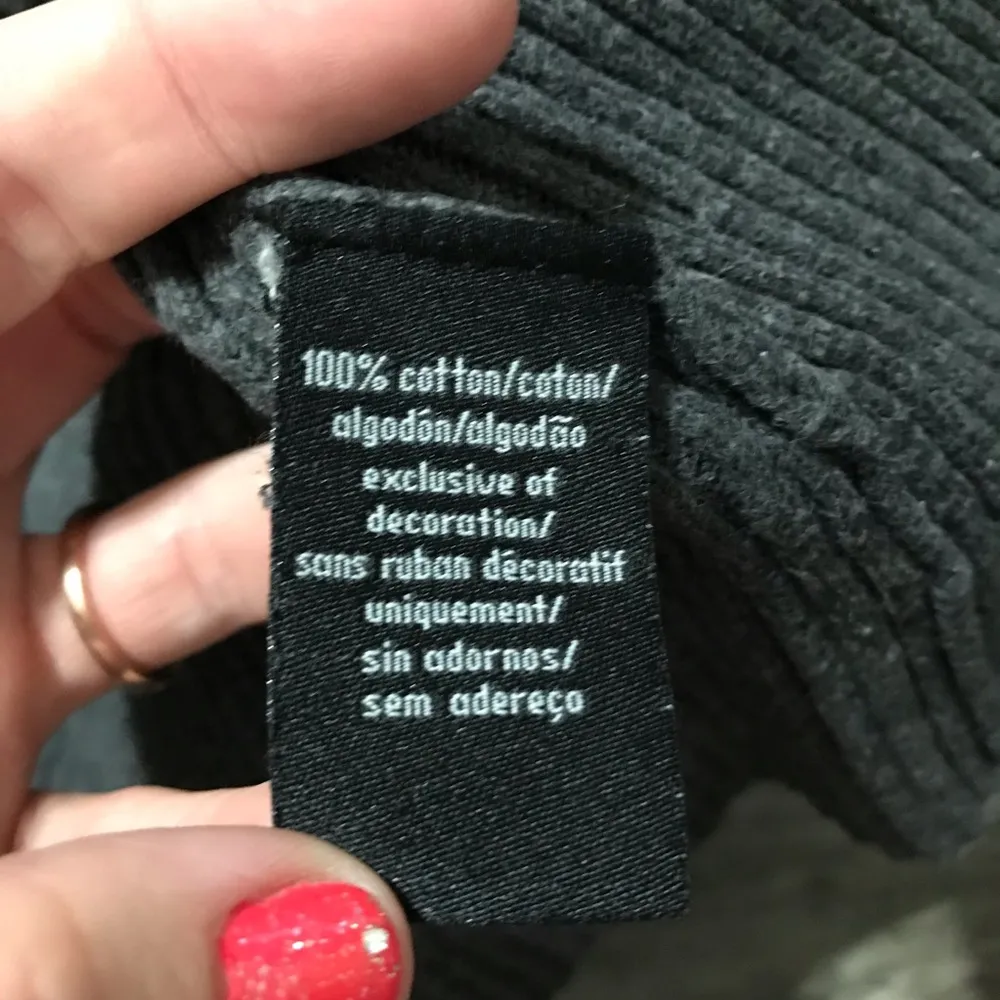 100% cotton/coton/
algodón/algodão
exclusive of
decoration/
sans ruban décoratif
uniquement/
sin adornos/
sem adereço